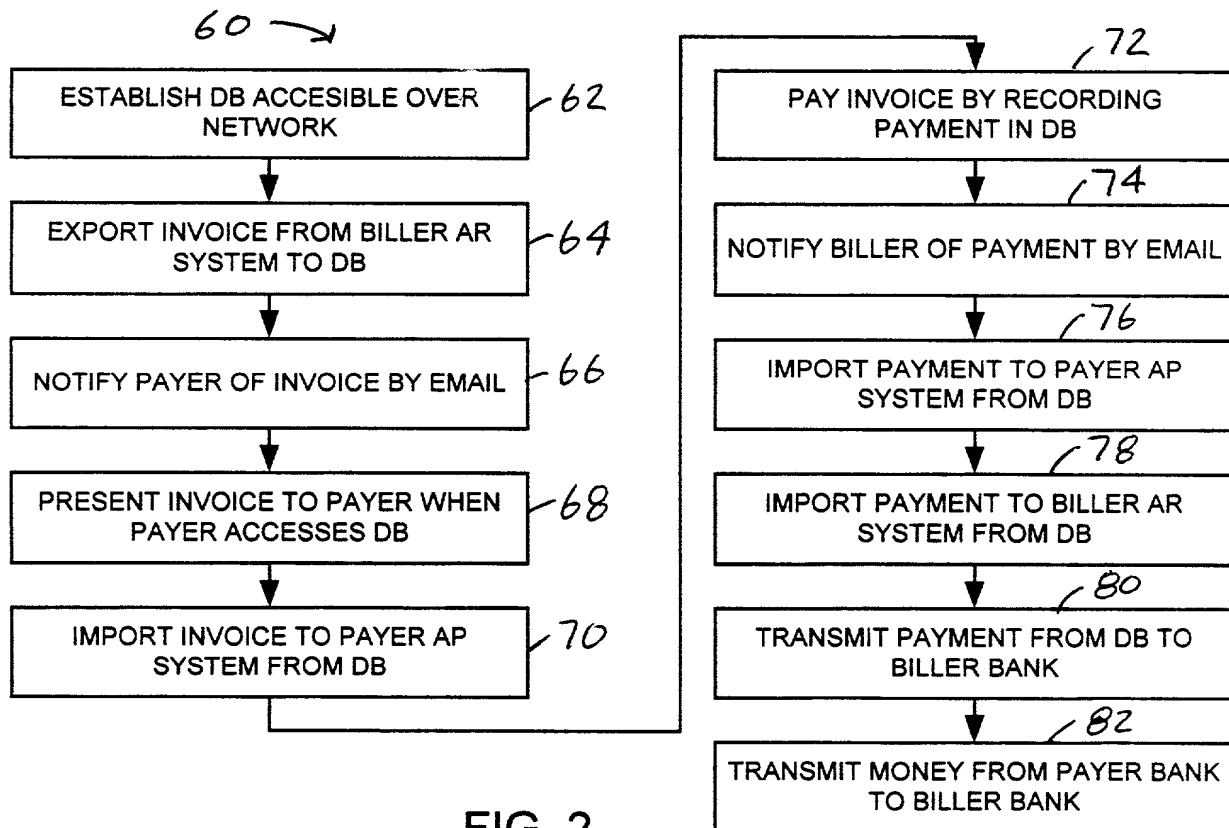 60
ESTABLISH DB ACCESIBLE OVER
NETWORK
62
EXPORT INVOICE FROM BILLER AR
SYSTEM TO DB
64
NOTIFY PAYER OF INVOICE BY EMAIL
66
PRESENT INVOICE TO PAYER WHEN
PAYER ACCESSES DB
68
IMPORT INVOICE TO PAYER AP
SYSTEM FROM DB
70
72
PAY INVOICE BY RECORDING
PAYMENT IN DB
74
NOTIFY BILLER OF PAYMENT BY EMAIL
76
IMPORT PAYMENT TO PAYER AP
SYSTEM FROM DB
78
IMPORT PAYMENT TO BILLER AR
SYSTEM FROM DB
80
TRANSMIT PAYMENT FROM DB TO
BILLER BANK
82
TRANSMIT MONEY FROM PAYER BANK
TO BILLER BANK
FIG. 2